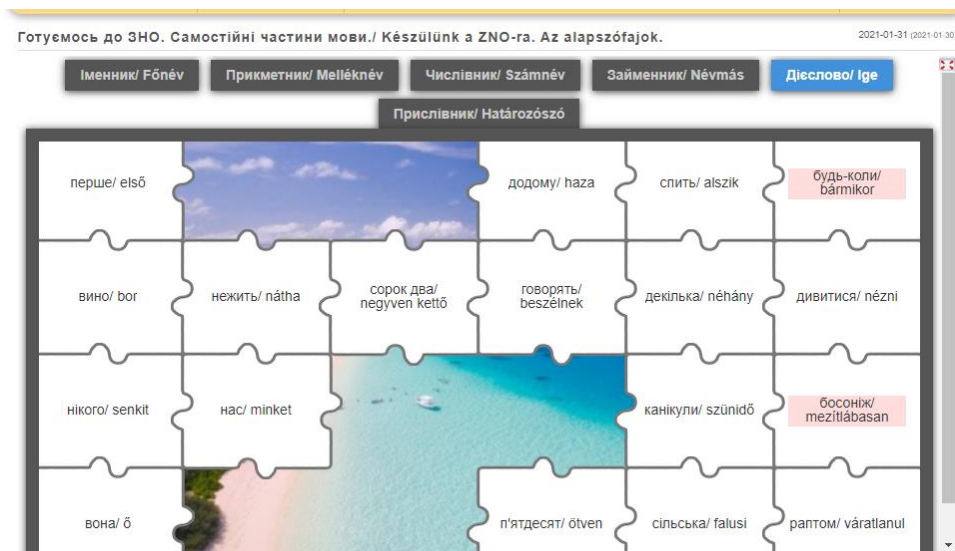 Готуємось до ЗНО. Самостійні частини мови./ Készülünk a ZNO-ra. Az alapszófajok.
2021-01-31 (2021-01-30)
Іменник/ Főnév
Прикметник/ Melléknév
Числівник/ Számnév
Займенник/ Névmás
Дієслово/ Ige
Прислівник/ Határozószó
перше/ első
додому/ haza
спить/ alszik
будь-коли/
bármikor
вино/ bor
нежить/ nátha
сорок два/
negyven kettő
говорять/
beszélnek
декілька/ néhány
дивитися/ nézni
нікого/ senkit
нас/ minket
канікули/ szünidő
босоніж/
mezítlábasan
вона/ ő
п'ятдесят/ ötven
сільська/ falusi
раптом/ váratlanul